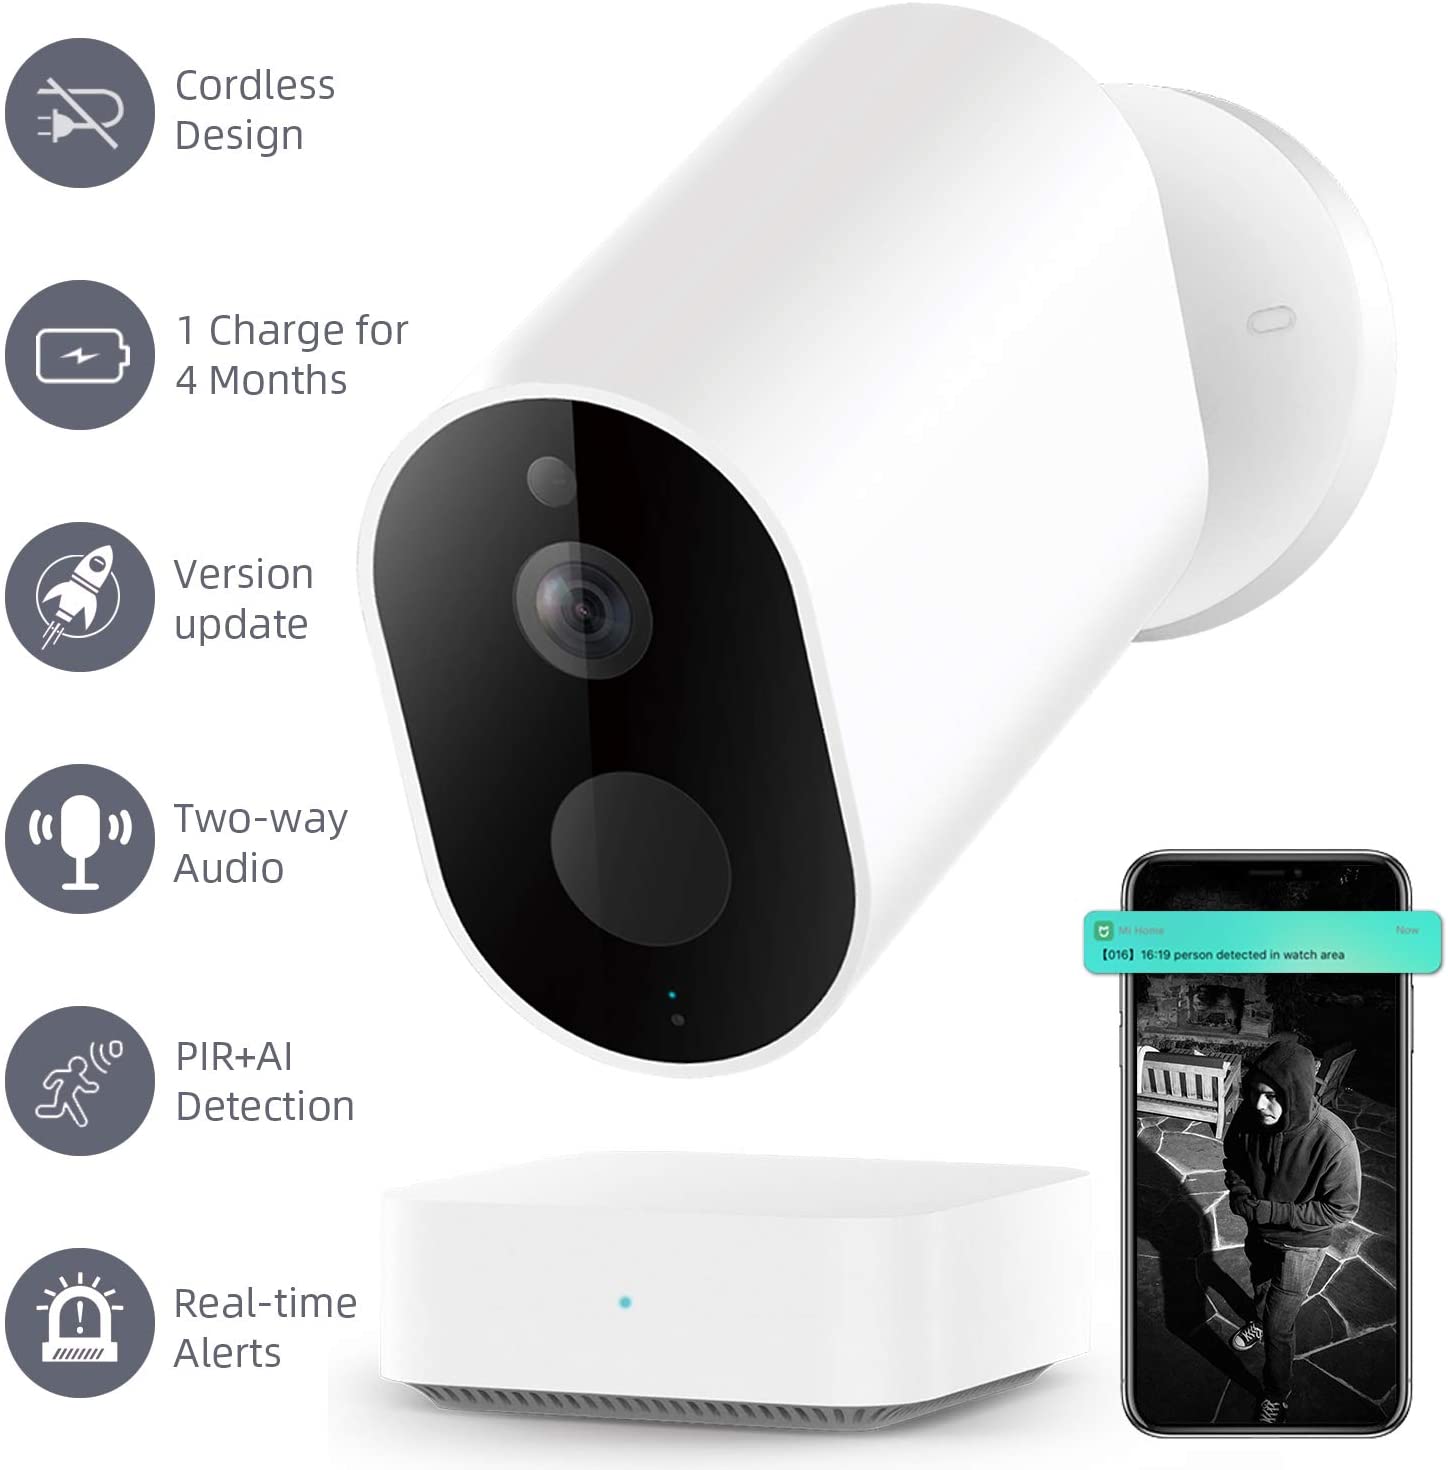 Cordless
Design
1 Charge for
4 Months
Version
update
Two-way
Audio
PIR+AI
Detection
Real-time
Alerts
Mi Home
Now
【016】16:19 person detected in watch area